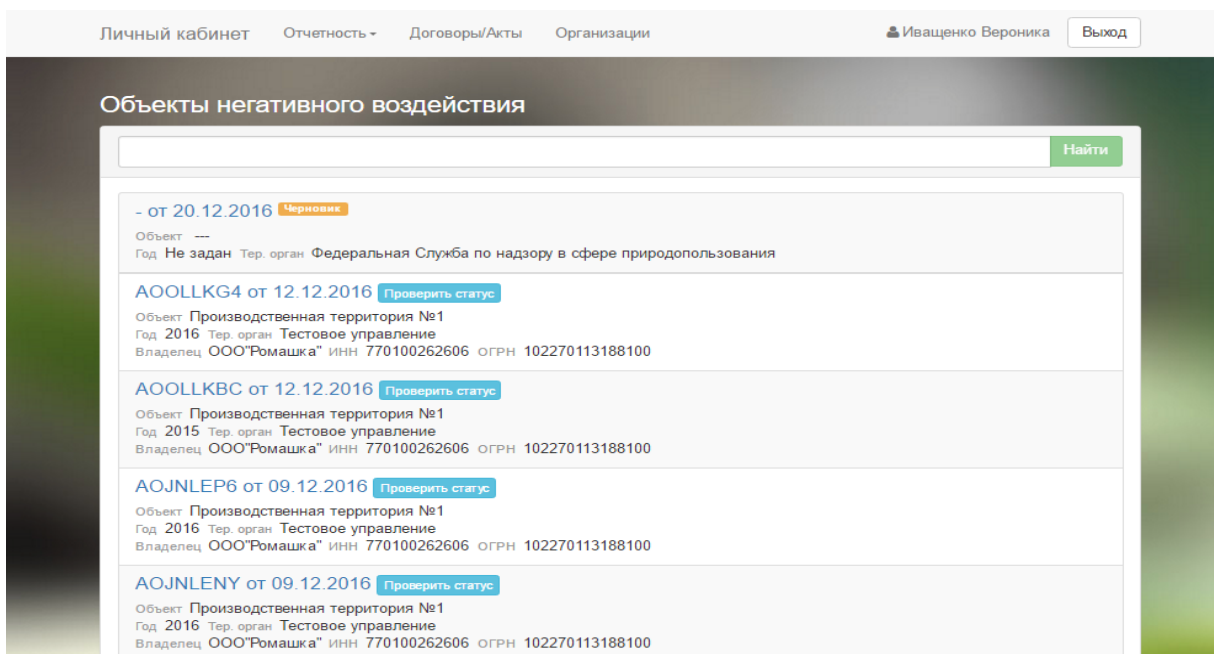 Личный кабинет Отчетность Договоры/Акты Организации Иващенко Вероника Выход
Объекты негативного воздействия
Найти
- от 20.12.2016 Черновик
Объект ---
Год Не задан Тер. орган Федеральная Служба по надзору в сфере природопользования
AOOLLKG4 от 12.12.2016 Проверить статус
Объект Производственная территория №1
Год 2016 Тер. орган Тестовое управление
Владелец ООО"Ромашка" ИНН 770100262606 ОГРН 102270113188100
AOOLLKBC от 12.12.2016 Проверить статус
Объект Производственная территория №1
Год 2015 Тер. орган Тестовое управление
Владелец ООО"Ромашка" ИНН 770100262606 ОГРН 102270113188100
AOJNLEP6 от 09.12.2016 Проверить статус
Объект Производственная территория №1
Год 2016 Тер. орган Тестовое управление
Владелец ООО"Ромашка" ИНН 770100262606 ОГРН 102270113188100
AOJNLENY от 09.12.2016 Проверить статус
Объект Производственная территория №1
Год 2016 Тер. орган Тестовое управление
Владелец ООО"Ромашка" ИНН 770100262606 ОГРН 102270113188100